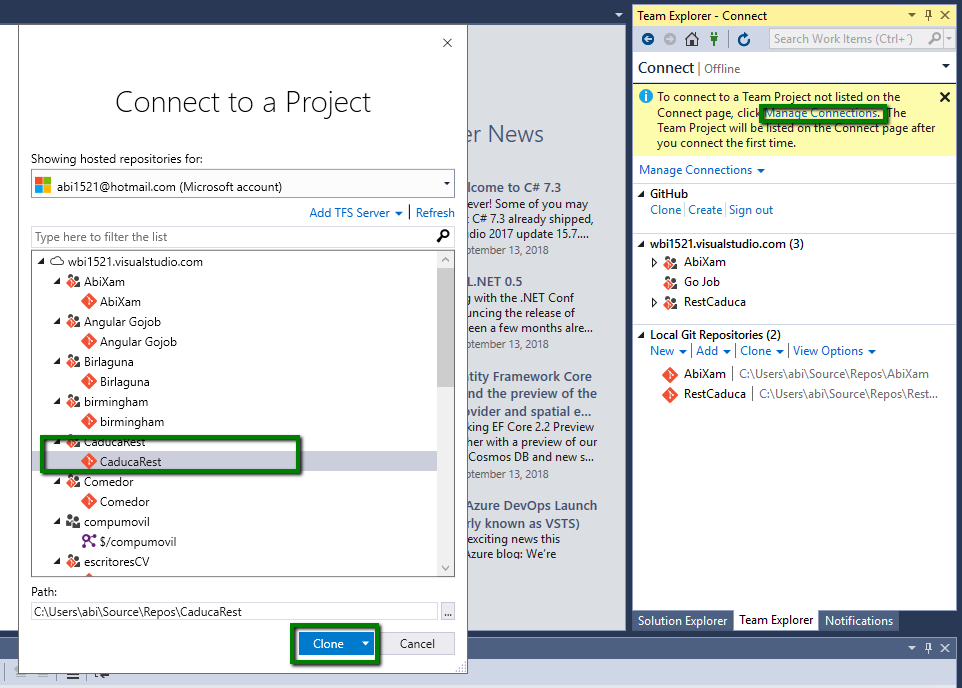 Connect to a Project
Showing hosted repositories for:
abi1521@hotmail.com (Microsoft account)
Add TFS Server
Refresh
Type here to filter the list
wbi1521.visualstudio.com
AbiXam
AbiXam
Angular Gojob
Angular Gojob
Birlaguna
Birlaguna
birmingham
birmingham
CaducaRest
CaducaRest
Comedor
Comedor
compumovil
$/compumovil
escritoresCV
Path:
C:\Users\abi\Source\Repos\CaducaRest
...
Clone
Cancel
er News
lcome to C# 7.3
ever! Some of you may
t C# 7.3 already shipped,
dio 2017 update 15.7....
ptember 13, 2018
L.NET 0.5
g with the .NET Conf
uncing the release of
een a few months alre...
ptember 13, 2018
ntity Framework Core
nd the preview of the
vider and spatial e...
king EF Core 2.2 Preview
her with a preview of our
Cosmos DB and new s...
ptember 13, 2018
Azure DevOps Launch
rly known as VSTS)
exciting news this
Azure blog: We're
Team Explorer - Connect
Search Work Items (Ctrl+´)
Connect | Offline
To connect to a Team Project not listed on the
Connect page, click Manage Connections. The
Team Project will be listed on the Connect page after
you connect the first time.
Manage Connections
GitHub
Clone | Create | Sign out
wbi1521.visualstudio.com (3)
AbiXam
Go Job
RestCaduca
Local Git Repositories (2)
New | Add | Clone | View Options
AbiXam | C:\Users\abi\Source\Repos\AbiXam
RestCaduca | C:\Users\abi\Source\Repos\Rest...
Solution Explorer
Team Explorer
Notifications